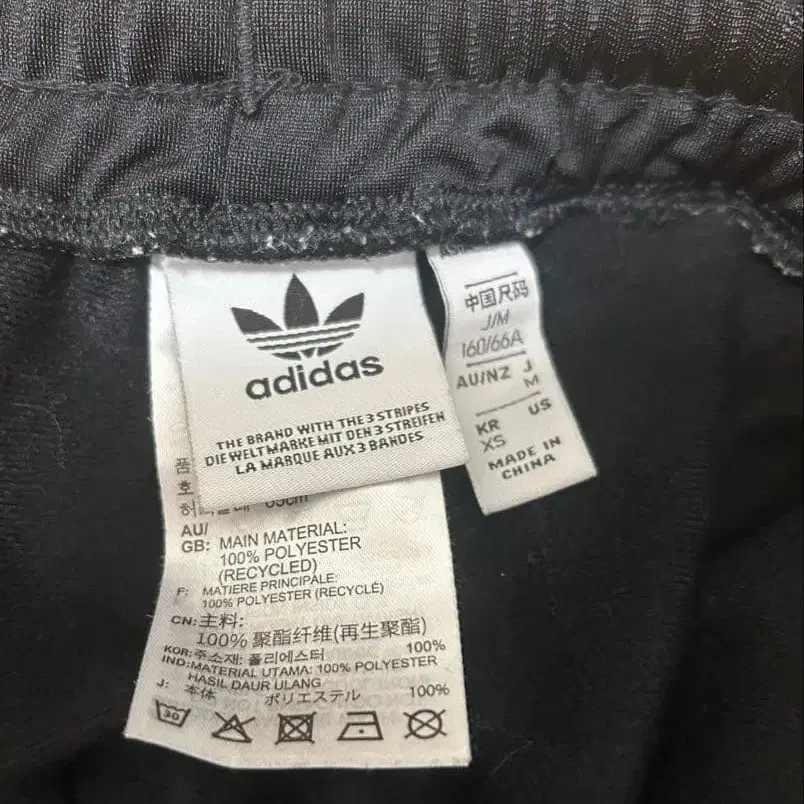 adidas
THE BRAND WITH THE 3 STRIPES
DIE WELTMARKE MIT DEN 3 STREIFEN
LA MARQUE AUX 3 BANDES
中国尺码
J/M
160/66A
AU/NZ J
M
US
KR
XS
MADE IN
CHINA
AU/
GB: MAIN MATERIAL:
100% POLYESTER
(RECYCLED)
F: MATIERE PRINCIPALE:
100% POLYESTER (RECYCLÉ)
CN: 主料:
100% 聚酯纤维(再生聚酯)
KOR: 주소재: 폴리에스터 100%
IND: MATERIAL UTAMA: 100% POLYESTER
HASIL DAUR ULANG
J: 本体 ポリエステル 100%
30